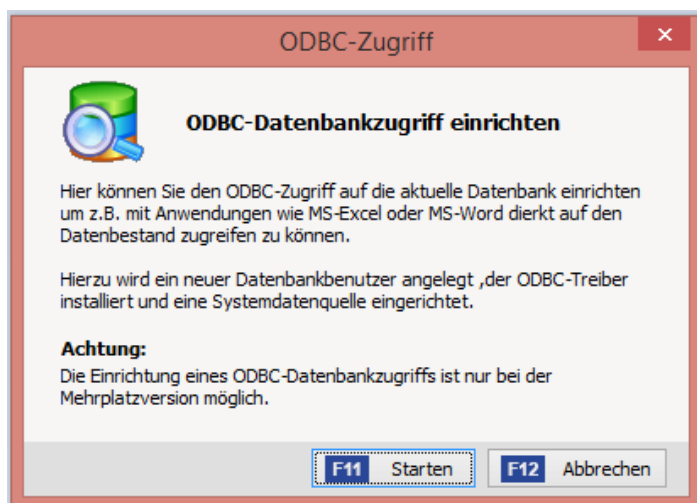 ODBC-Zugriff
ODBC-Datenbankzugriff einrichten
Hier können Sie den ODBC-Zugriff auf die aktuelle Datenbank einrichten
um z.B. mit Anwendungen wie MS-Excel oder MS-Word dierkt auf den
Datenbestand zugreifen zu können.
Hierzu wird ein neuer Datenbankbenutzer angelegt ,der ODBC-Treiber
installiert und eine Systemdatenquelle eingerichtet.
Achtung:
Die Einrichtung eines ODBC-Datenbankzugriffs ist nur bei der
Mehrplatzversion möglich.
F11 Starten F12 Abbrechen